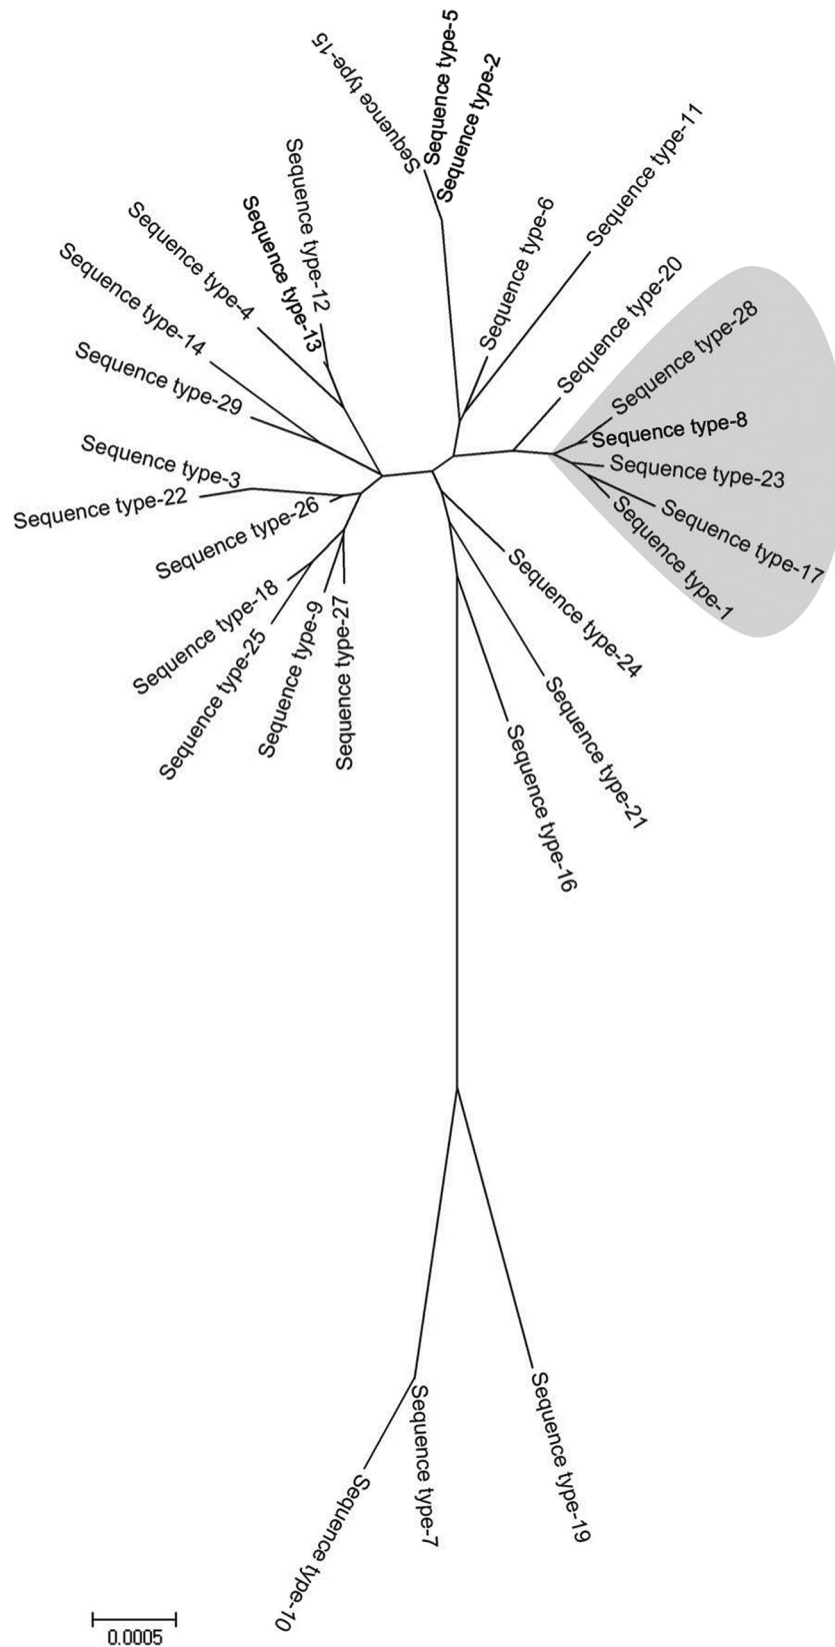 Sequence type-15
Sequence type-5
Sequence type-2
Sequence type-11
Sequence type-6
Sequence type-12
Sequence type-13
Sequence type-4
Sequence type-14
Sequence type-29
Sequence type-20
Sequence type-28
Sequence type-8
Sequence type-23
Sequence type-17
Sequence type-1
Sequence type-3
Sequence type-22
Sequence type-26
Sequence type-18
Sequence type-25
Sequence type-9
Sequence type-27
Sequence type-24
Sequence type-21
Sequence type-16
Sequence type-19
Sequence type-7
Sequence type-10
0.0005